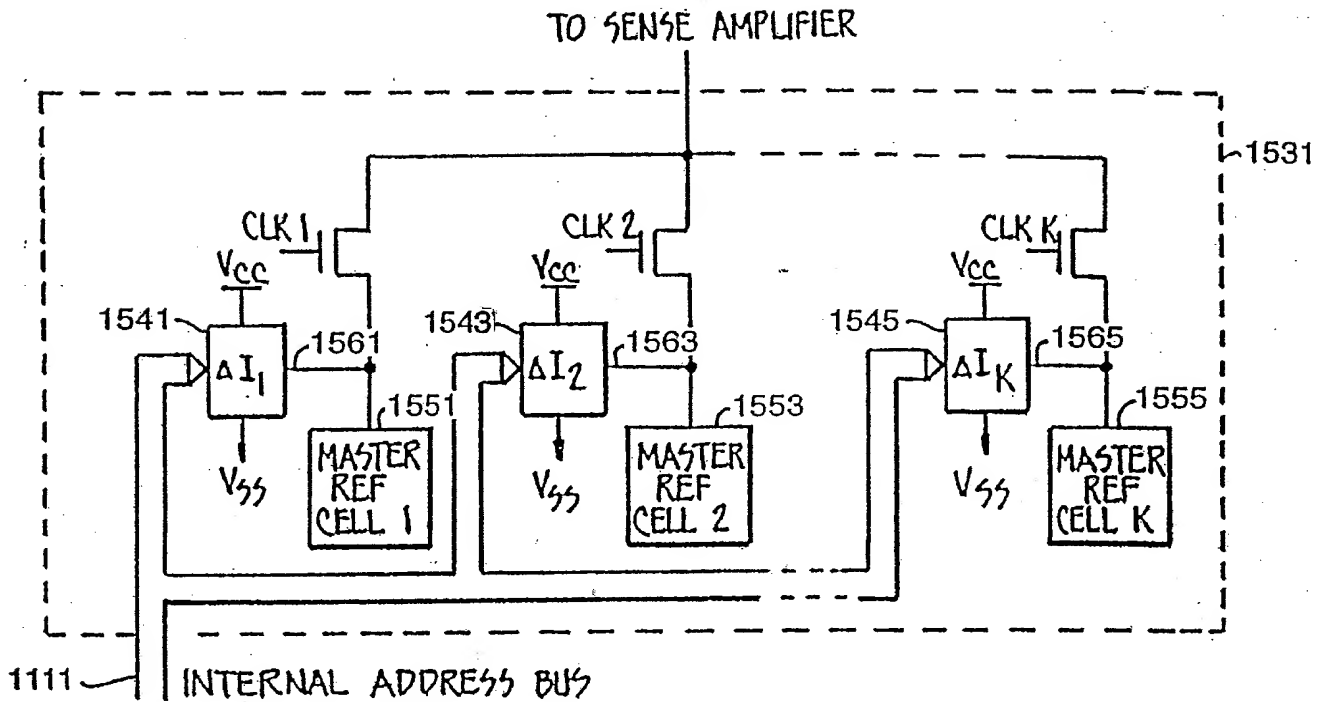 TO SENSE AMPLIFIER
1531
CLK 1
CLK 2
CLK K
VCC
VCC
VCC
1541
1543
1545
ΔI1
1561
ΔI2
1563
ΔIK
1565
1551
1553
1555
VSS
VSS
VSS
MASTER
REF
CELL 1
MASTER
REF
CELL 2
MASTER
REF
CELL K
1111
INTERNAL ADDRESS BUS